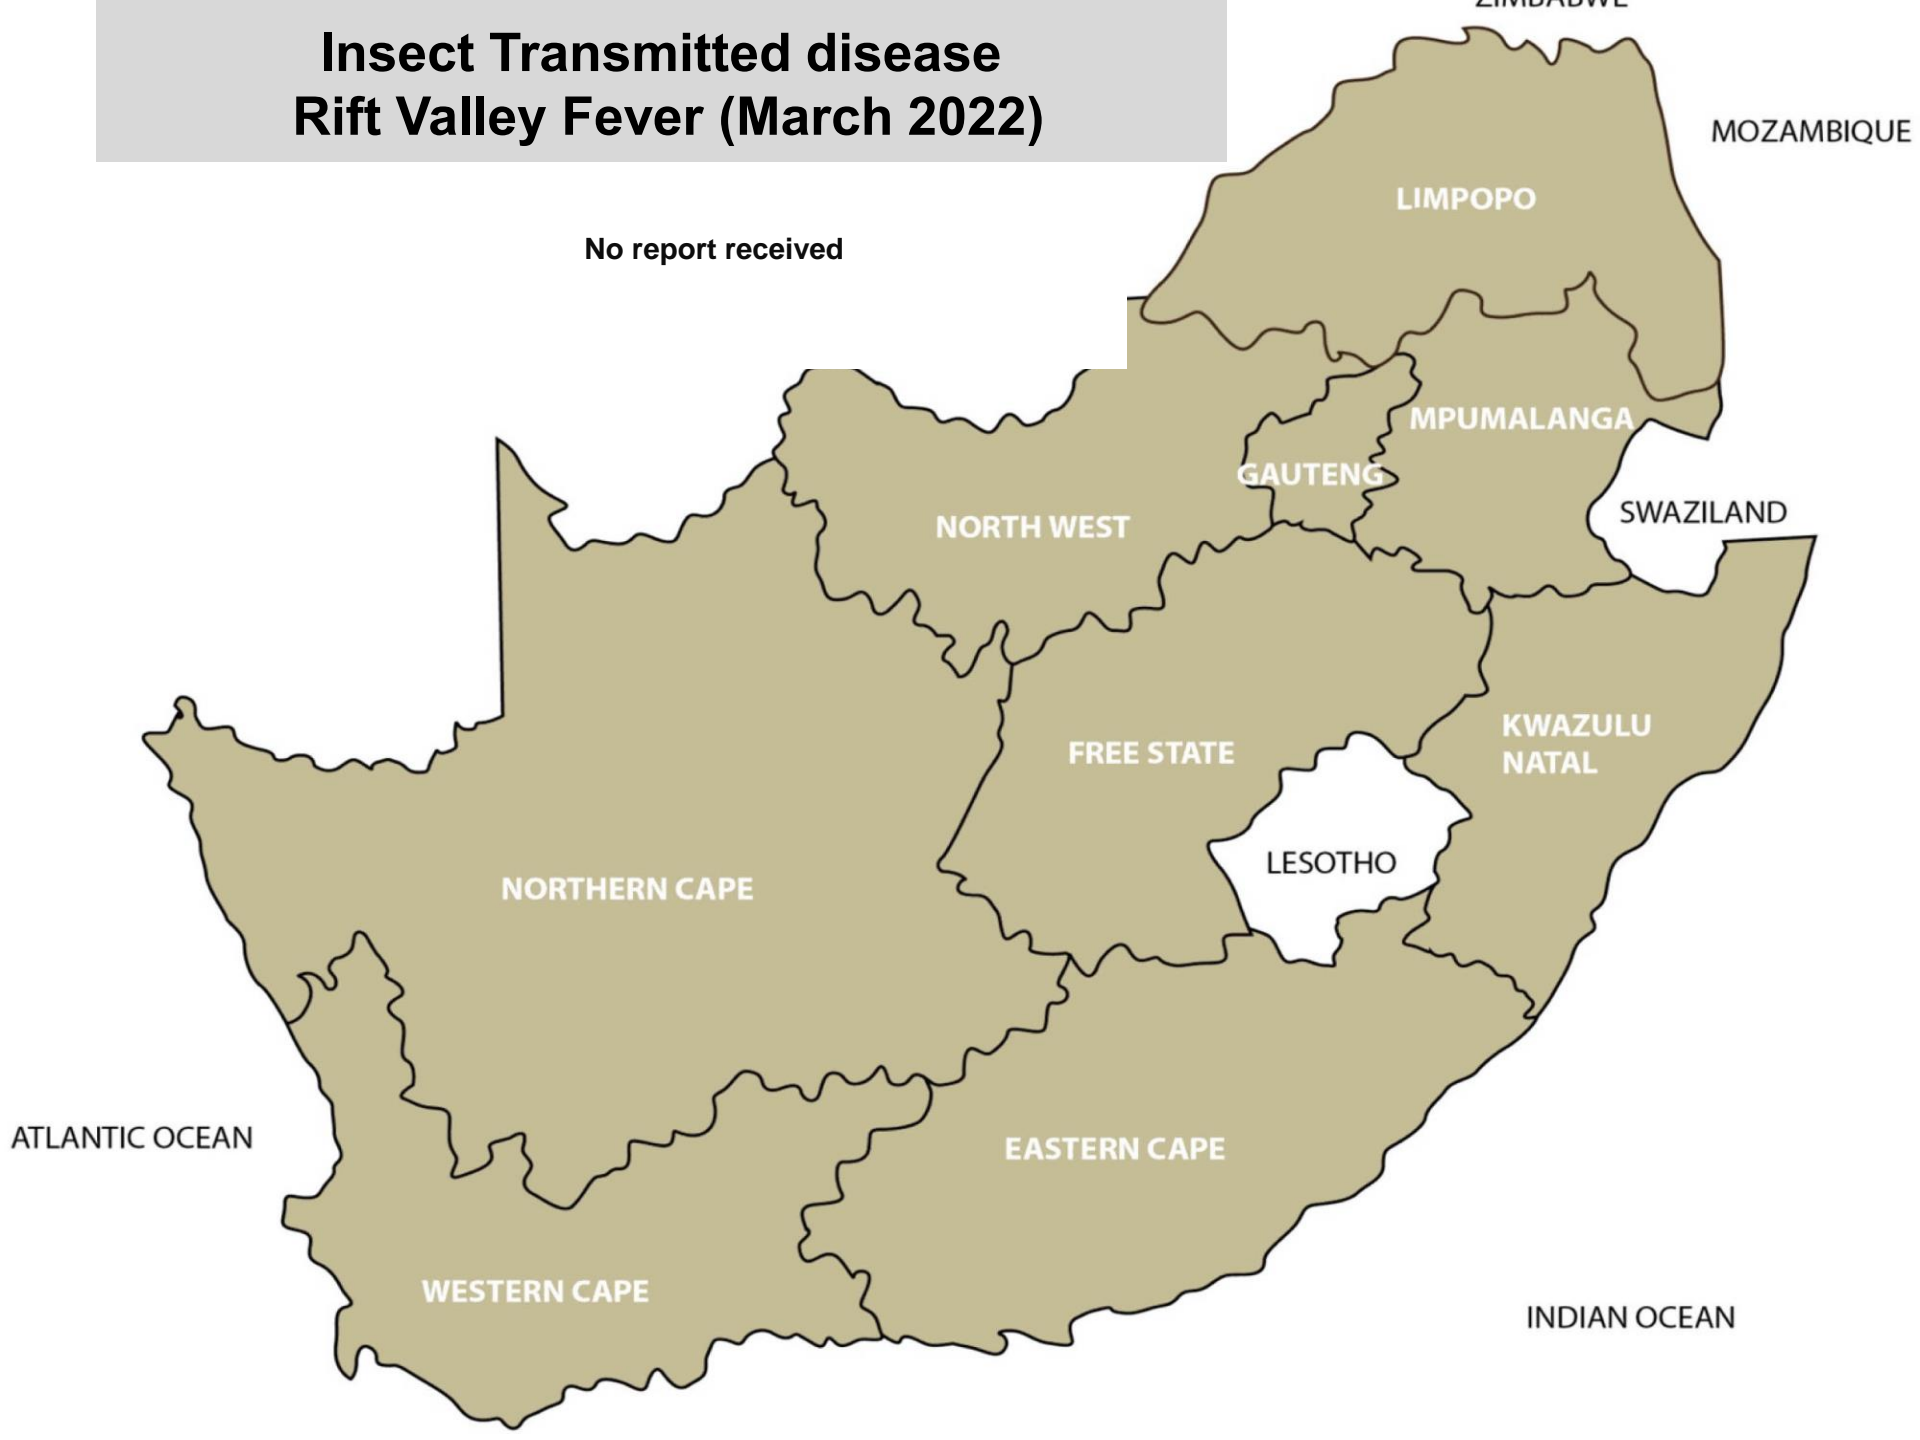 ZIMBABWE
Insect Transmitted disease
Rift Valley Fever (March 2022)
MOZAMBIQUE
LIMPOPO
No report received
MPUMALANGA
GAUTENG
SWAZILAND
NORTH WEST
KWAZULU
NATAL
FREE STATE
LESOTHO
NORTHERN CAPE
ATLANTIC OCEAN
EASTERN CAPE
WESTERN CAPE
INDIAN OCEAN